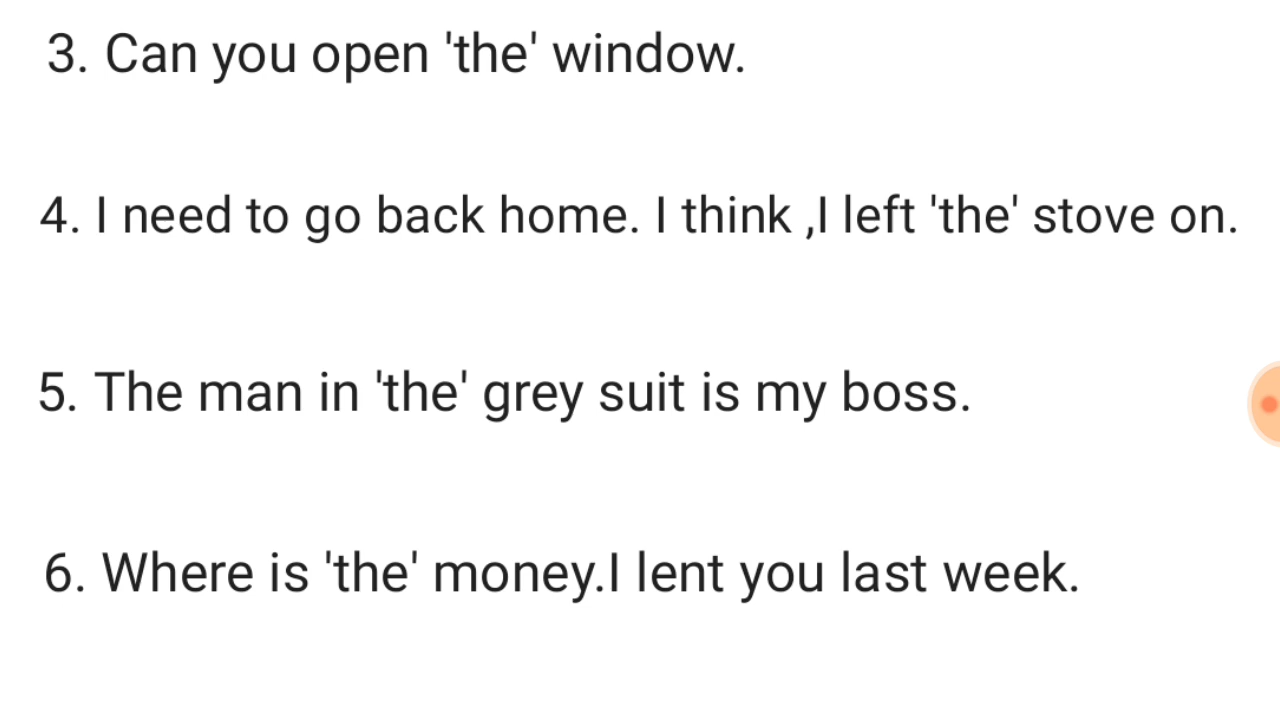 3. Can you open 'the' window.
4. I need to go back home. I think ,I left 'the' stove on.
5. The man in 'the' grey suit is my boss.
6. Where is 'the' money.I lent you last week.